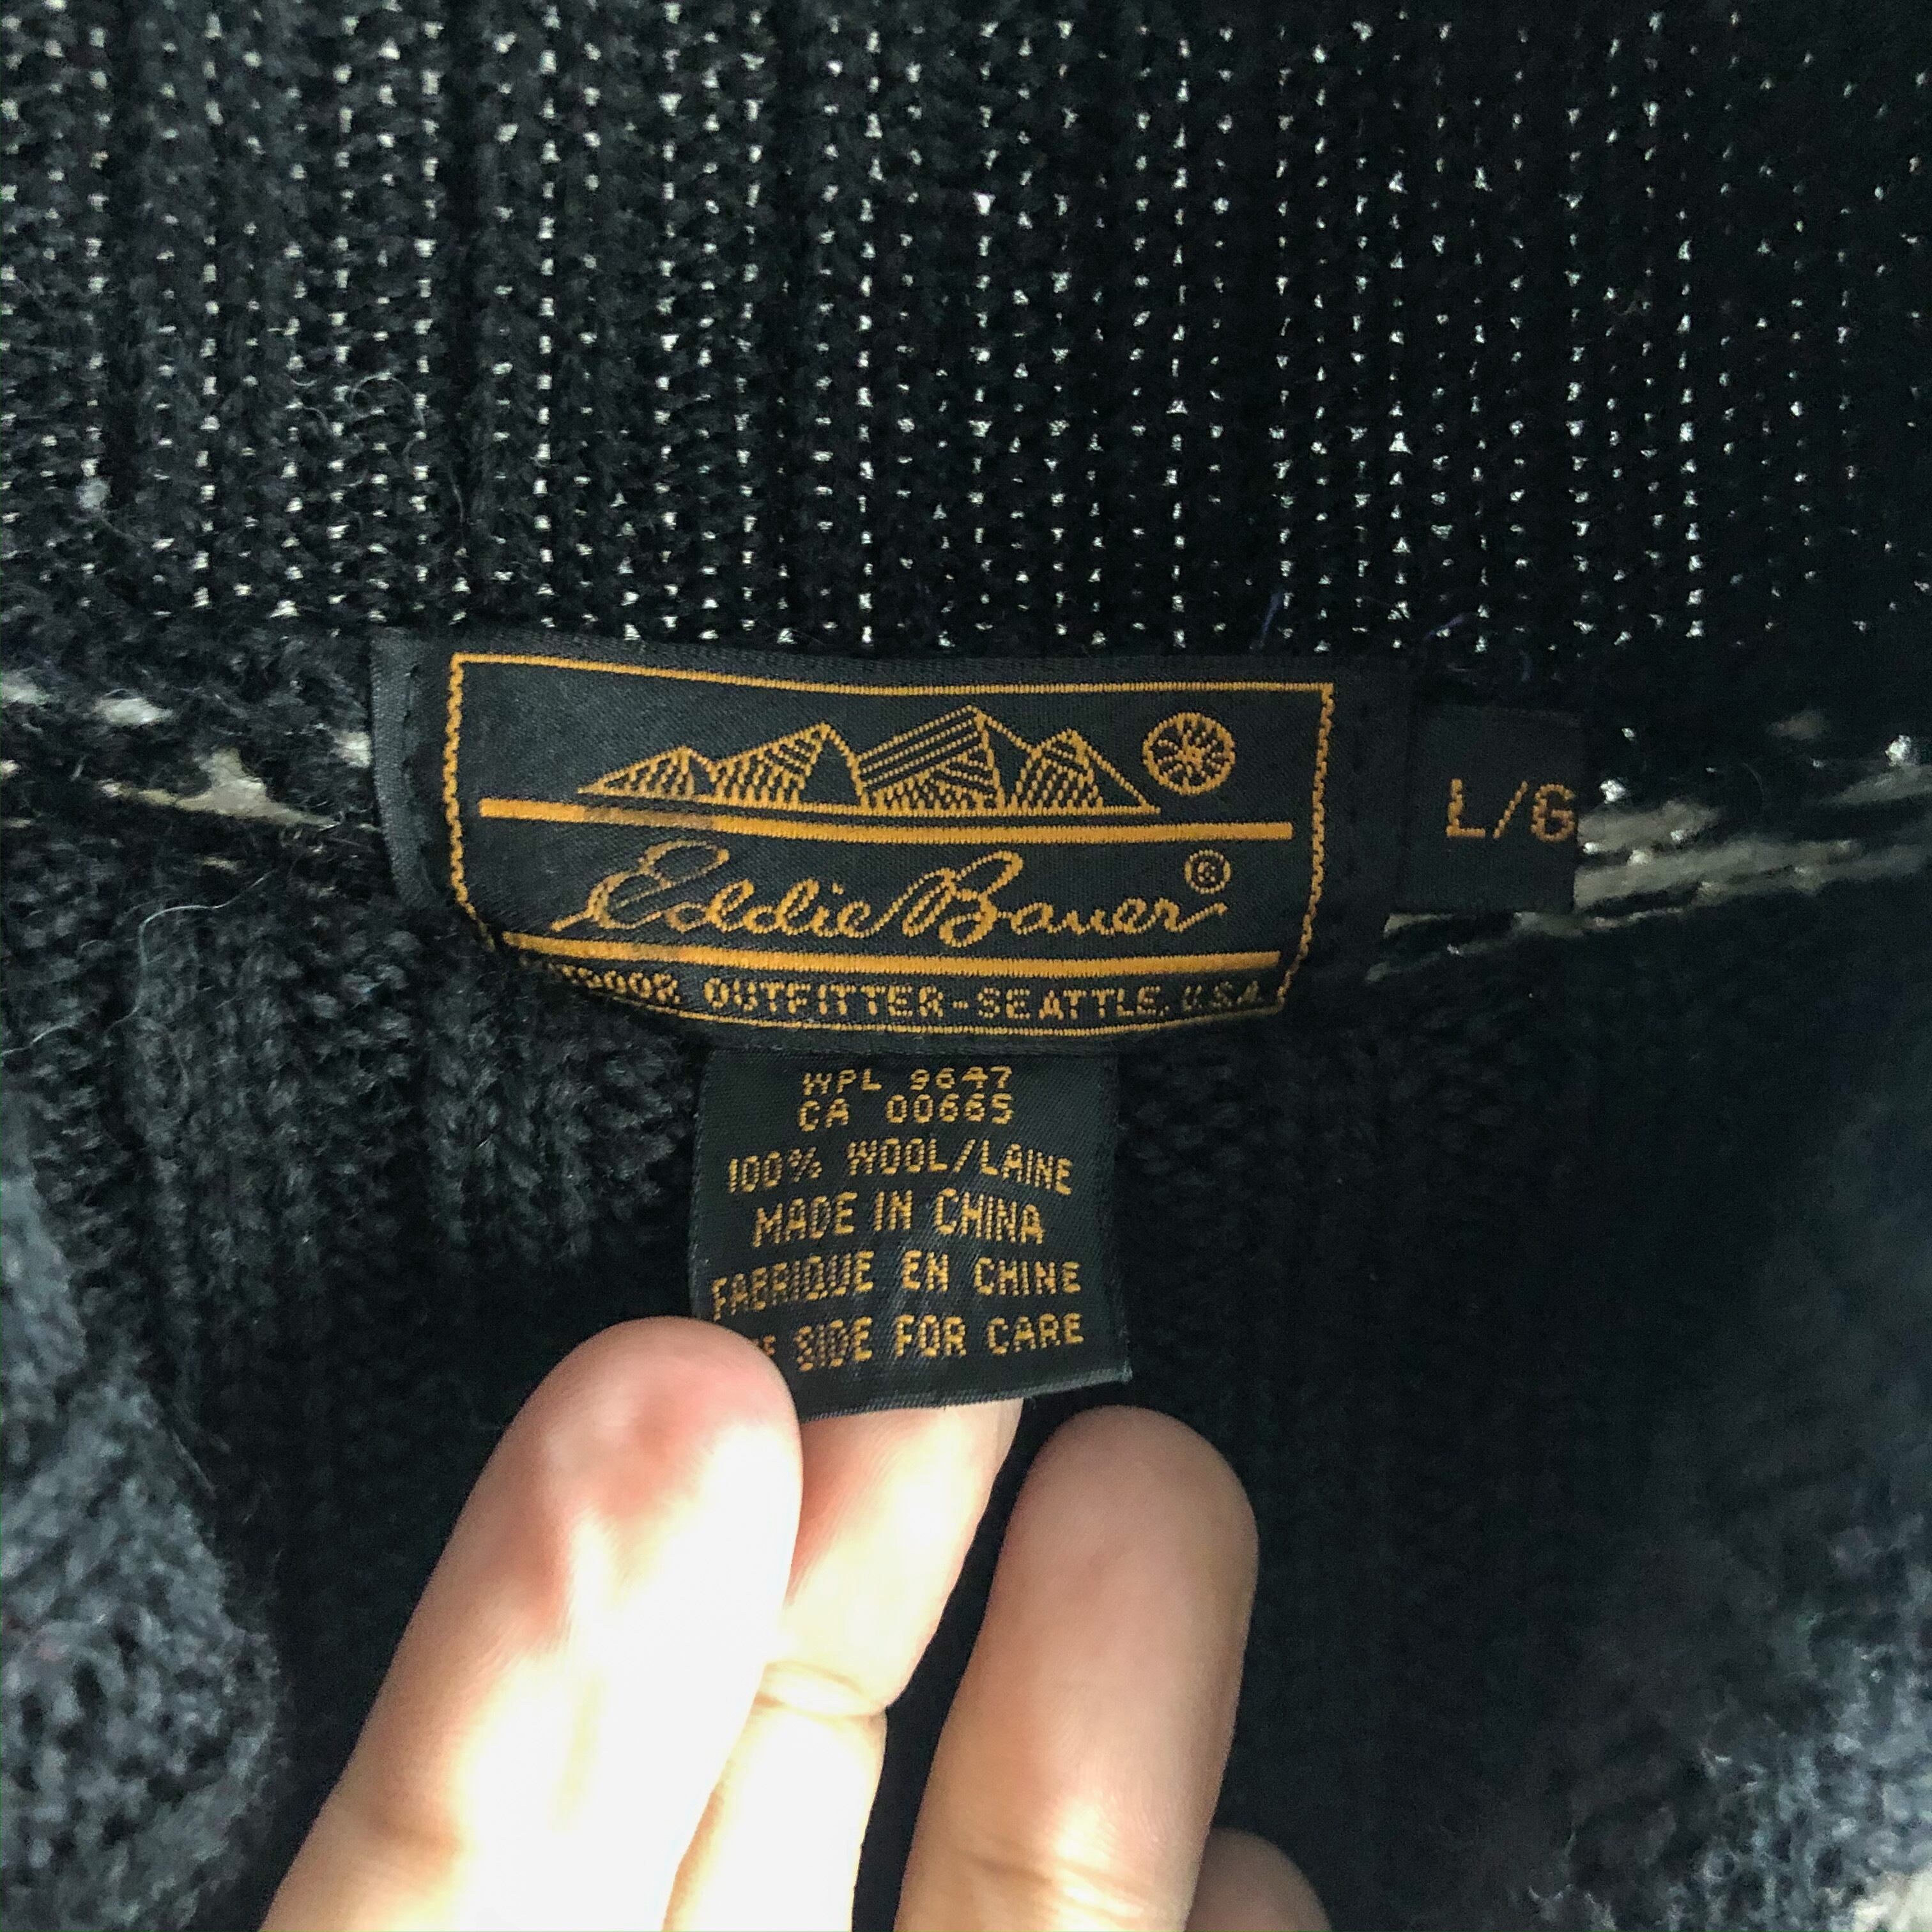 Eddie Bauer®
OUTFITTER-SEATTLE, U.S.A.
L/G
WPL 9647
CA 00665
100% WOOL/LAINE
MADE IN CHINA
FABRIQUE EN CHINE
SIDE FOR CARE